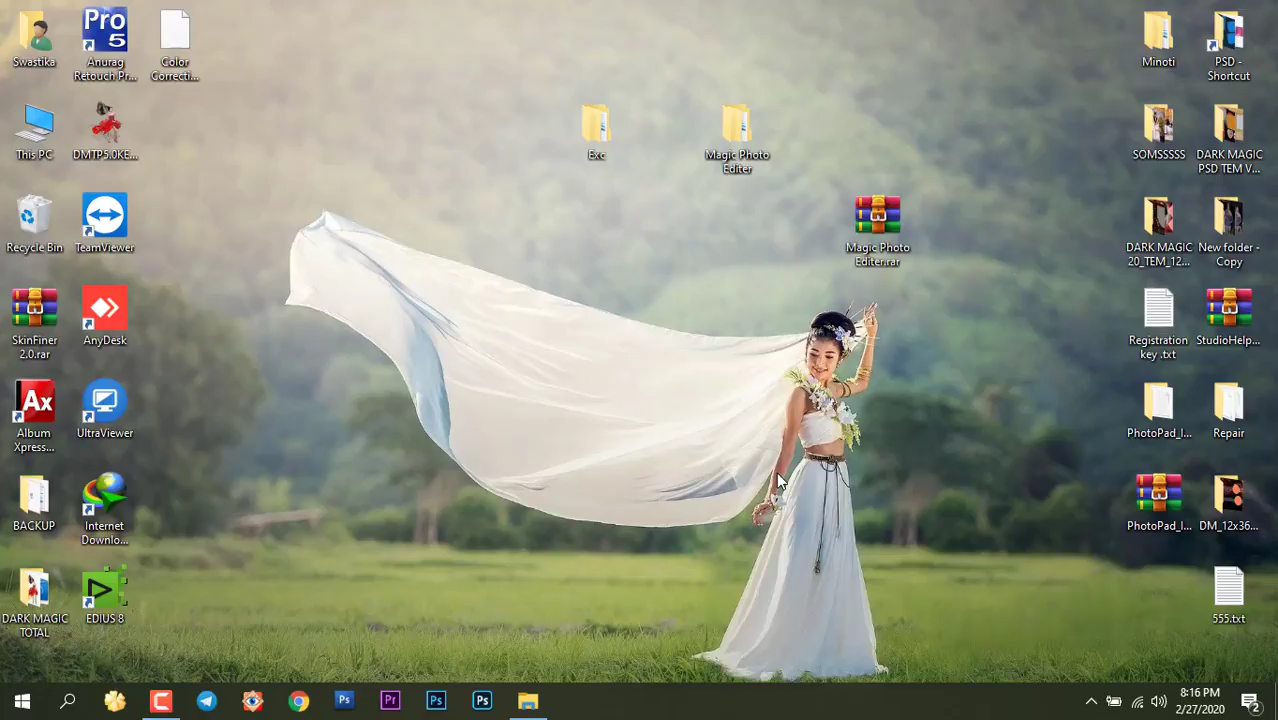 Swastika
Pro
5
Anurag
Retouch Pr...
Color
Correcti...
Minoti
PSD -
Shortcut
This PC
DMTP5.0KE...
Exc
Magic Photo
Editer
SOMSSSSS
DARK MAGIC
PSD TEM V...
Recycle Bin
TeamViewer
Magic Photo
Editer.rar
DARK MAGIC
20_TEM_12...
New folder -
Copy
SkinFiner
2.0.rar
AnyDesk
Registration
key .txt
StudioHelp...
Ax
Album
Xpress...
UltraViewer
PhotoPad_I...
Repair
BACKUP
Internet
Downlo...
PhotoPad_I...
DM_12x36...
DARK MAGIC
TOTAL
EDIUS 8
555.txt
Ps
Pr
Ps
Ps
8:16 PM
2/27/2020
2